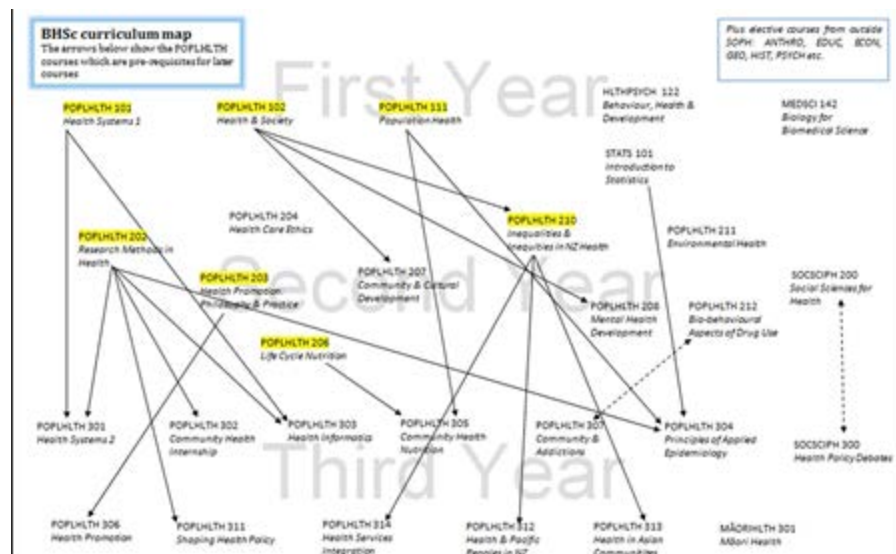 BHSc curriculum map
The arrows below show the POPLHLTH
courses which are pre-requisites for later
courses
Plus elective courses from outside
SOPH: ANTHRO, EDUC, ECON,
GEO, HIST, PSYCH etc.
First Year
POPLHLTH 101
Health Systems 1
POPLHLTH 102
Health & Society
POPLHLTH 111
Population Health
HLTHPSYCH 122
Behaviour, Health &
Development
MEDSCI 142
Biology for
Biomedical Science
STATS 101
Introduction to
Statistics
POPLHLTH 202
Research Methods in
Health
POPLHLTH 204
Health Care Ethics
POPLHLTH 210
Inequalities &
Inequities in NZ Health
POPLHLTH 211
Environmental Health
Second Year
POPLHLTH 203
Health Promotion:
Philosophy & Practice
POPLHLTH 207
Community & Cultural
Development
SOCSCIPH 200
Social Sciences for
Health
POPLHLTH 208
Mental Health
Development
POPLHLTH 212
Bio-behavioural
Aspects of Drug Use
POPLHLTH 206
Life Cycle Nutrition
POPLHLTH 301
Health Systems 2
POPLHLTH 302
Community Health
Internship
POPLHLTH 303
Health Informatics
POPLHLTH 305
Community Health
Nutrition
POPLHLTH 307
Community &
Addictions
POPLHLTH 304
Principles of Applied
Epidemiology
SOCSCIPH 300
Health Policy Debates
Third Year
POPLHLTH 306
Health Promotion
POPLHLTH 311
Shaping Health Policy
POPLHLTH 314
Health Services
Integration
POPLHLTH 312
Health & Pacific
Peoples in NZ
POPLHLTH 313
Health in Asian
Communities
MĀORIHLTH 301
Māori Health